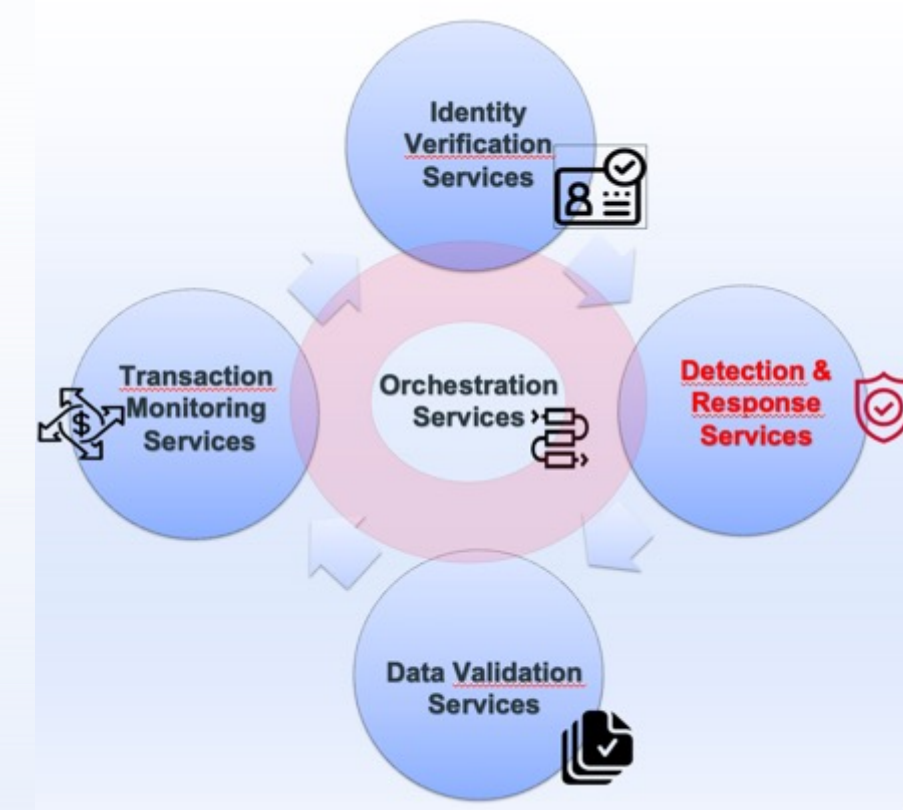 Identity
Verification
Services
Transaction
Monitoring
Services
$
Orchestration
Services
Detection &
Response
Services
Data Validation
Services